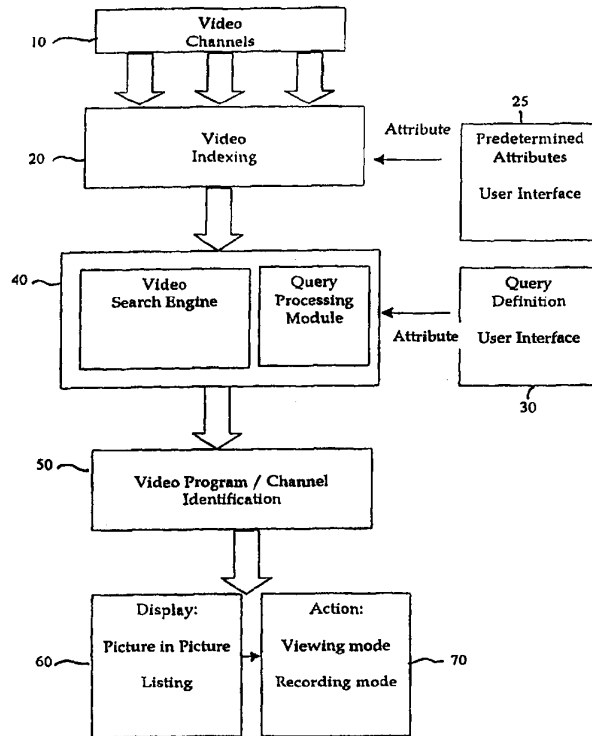 10
Video
Channels
Video
Indexing
20
Attribute
25
Predetermined
Attributes
User Interface
40
Video
Search Engine
Query
Processing
Module
Attribute
Query
Definition
User Interface
30
50
Video Program / Channel
Identification
Display:
Picture in Picture
Listing
60
Action:
Viewing mode
Recording mode
70